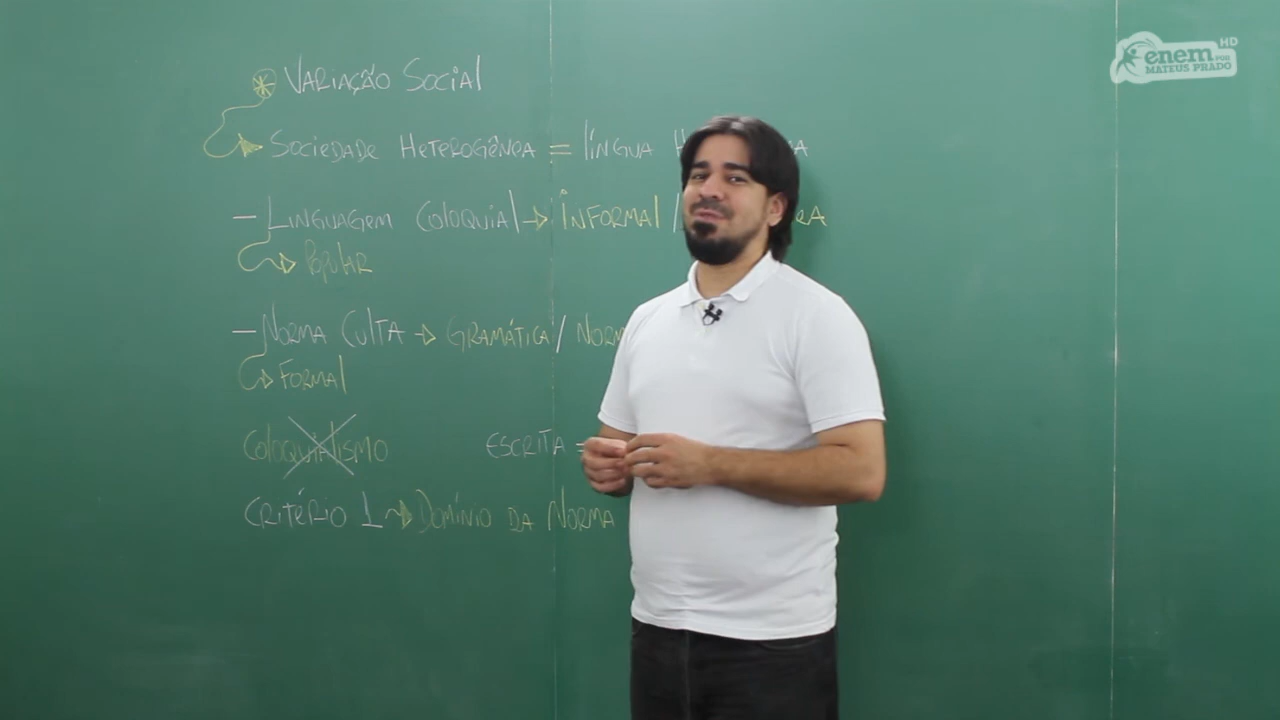 Variação Social
Sociedade Heterogênea = língua H
- Linguagem Coloquial → Informal /
Popular
- Norma Culta → Gramática / Norm
Formal
Coloquialismo
Escrita
Critério 1 → Domínio da Norma
enem HD
POR
MATEUS PRADO